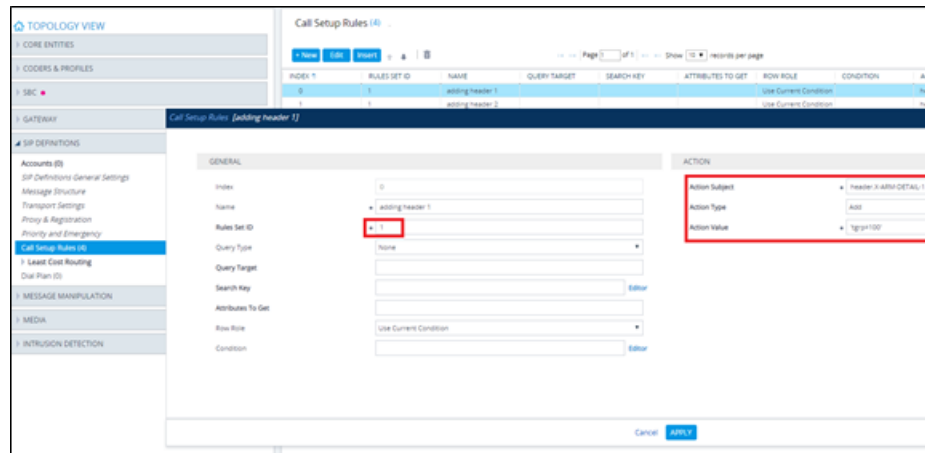 TOPOLOGY VIEW
CORE ENTITIES
CODERS & PROFILES
SBC
GATEWAY
SIP DEFINITIONS
Accounts (0)
SIP Definitions General Settings
Message Structure
Transport Settings
Proxy & Registration
Priority and Emergency
Call Setup Rules (4)
Least Cost Routing
Dial Plan (0)
MESSAGE MANIPULATION
MEDIA
INTRUSION DETECTION
Call Setup Rules (4)
+ New Edit Insert Page 1 of 1 Show 10 records per page
INDEX RULES SET ID NAME QUERY TARGET SEARCH KEY ATTRIBUTES TO GET ROW ROLE CONDITION A
0 1 adding header 1 Use Current Condition
1 1 adding header 2 Use Current Condition
Call Setup Rules [adding header 1]
GENERAL
Index 0
Name adding header 1
Rules Set ID 1
Query Type None
Query Target
Search Key Editor
Attributes To Get
Row Role Use Current Condition
Condition Editor
ACTION
Action Subject header.X-ARM-DETAIL-1
Action Type Add
Action Value 'tgrp=100'
Cancel APPLY